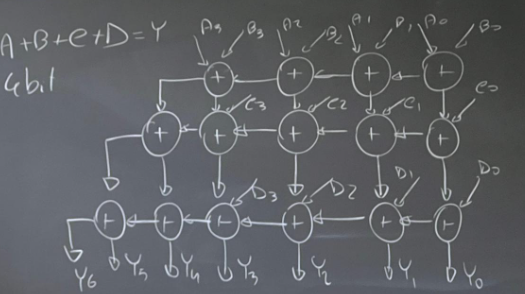 A+B+C+D=Y
4bit
A3 B3 A2 B2 A1 B1 A0 B0
+ + + +
C3 C2 C1 C0
+ + + + +
D3 D2 D1 D0
+ + + + + +
Y6 Y5 Y4 Y3 Y2 Y1 Y0